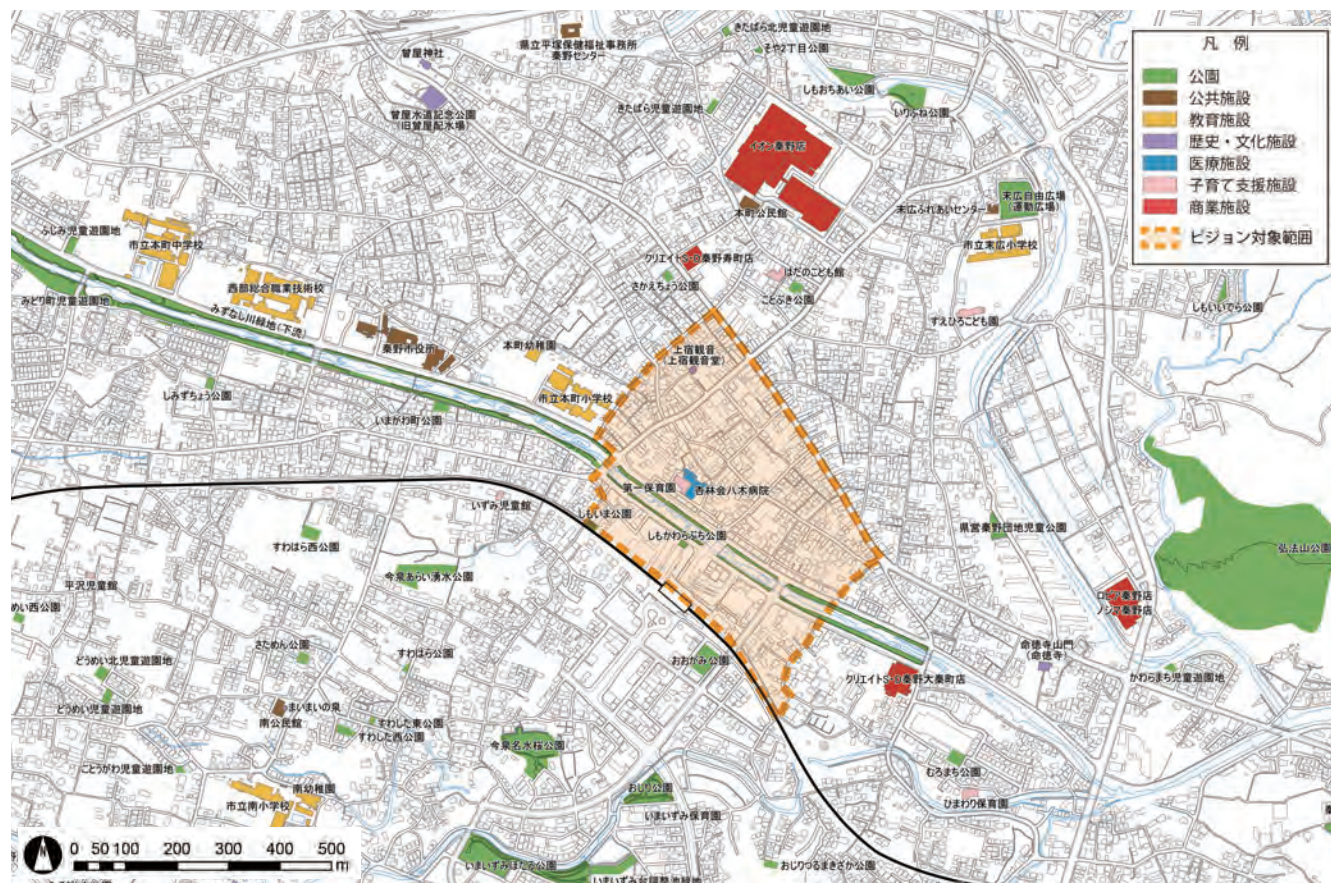 きたばら北児童遊園地
そや2丁目公園
県立平塚保健福祉事務所
秦野センター
曽屋神社
曽屋水道記念公園
(旧曽屋配水場)
きたばら児童遊園地
しもおちあい公園
いりふね公園
イオン秦野店
本町公民館
末広ふれあいセンター
末広自由広場
(運動広場)
市立末広小学校
凡例
公園
公共施設
教育施設
歴史・文化施設
医療施設
子育て支援施設
商業施設
ビジョン対象範囲
ふじみ児童遊園地
市立本町中学校
西部総合職業技術校
みどり町児童遊園地
みずなし川緑地(下流)
秦野市役所
クリエイトS・D秦野寿町店
さかえちょう公園
はだのこども館
ことぶき公園
すえひろこども園
しもいいでら公園
本町幼稚園
市立本町小学校
上宿観音
(上宿観音堂)
しみずちょう公園
いまがわ町公園
いずみ児童館
第一保育園
杏林会八木病院
しもいま公園
しもかわらぶち公園
県営秦野団地児童公園
弘法山公園
すわはら西公園
今泉あらい湧水公園
平沢児童館
めい西公園
ロピア秦野店
ノジマ秦野店
さためん公園
どうめい北児童遊園地
すわはら公園
おおがみ公園
命徳寺山門
(命徳寺)
クリエイトS・D秦野大秦町店
かわらまち児童遊園地
どうめい児童遊園地
まいまいの泉
南公民館
すわした東公園
すわした西公園
今泉名水桜公園
ことうがわ児童遊園地
南幼稚園
市立南小学校
おじり公園
いまいずみ保育園
むろまち公園
ひまわり保育園
いまいずみほたる公園
いまいずみ台調整池緑地
おじりつるまきざか公園
0 50 100 200 300 400 500
m